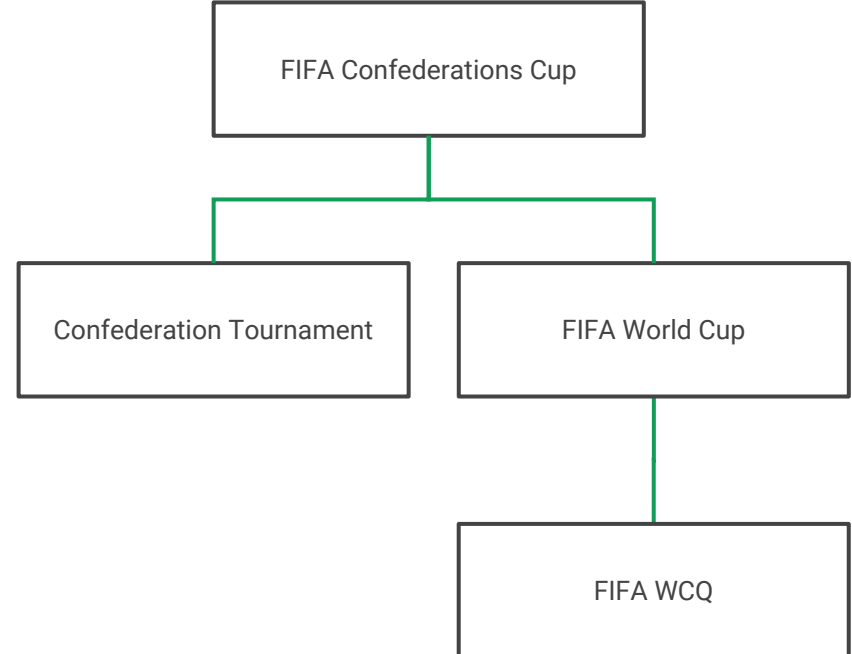 FIFA Confederations Cup
Confederation Tournament
FIFA World Cup
FIFA WCQ